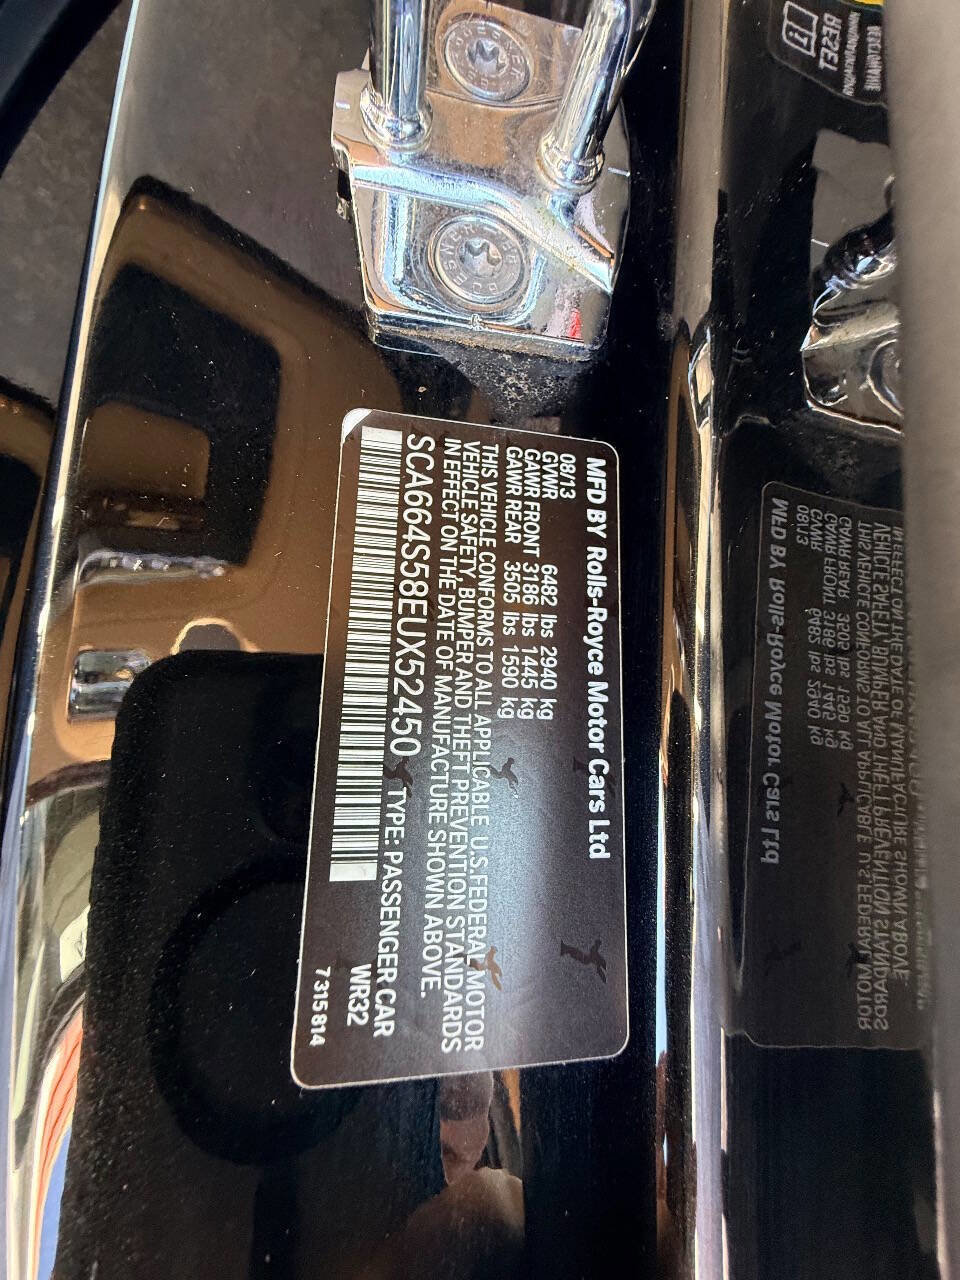 MFD BY Rolls-Royce Motor Cars Ltd
08/13
GVWR 6482 lbs 2940 kg
GAWR FRONT 3186 lbs 1445 kg
GAWR REAR 3505 lbs 1590 kg
THIS VEHICLE CONFORMS TO ALL APPLICABLE U.S.FEDERAL MOTOR
VEHICLE SAFETY, BUMPER AND THEFT PREVENTION STANDARDS
IN EFFECT ON THE DATE OF MANUFACTURE SHOWN ABOVE.
SCA664S58EUX52450 TYPE: PASSENGER CAR
WR32
7315814